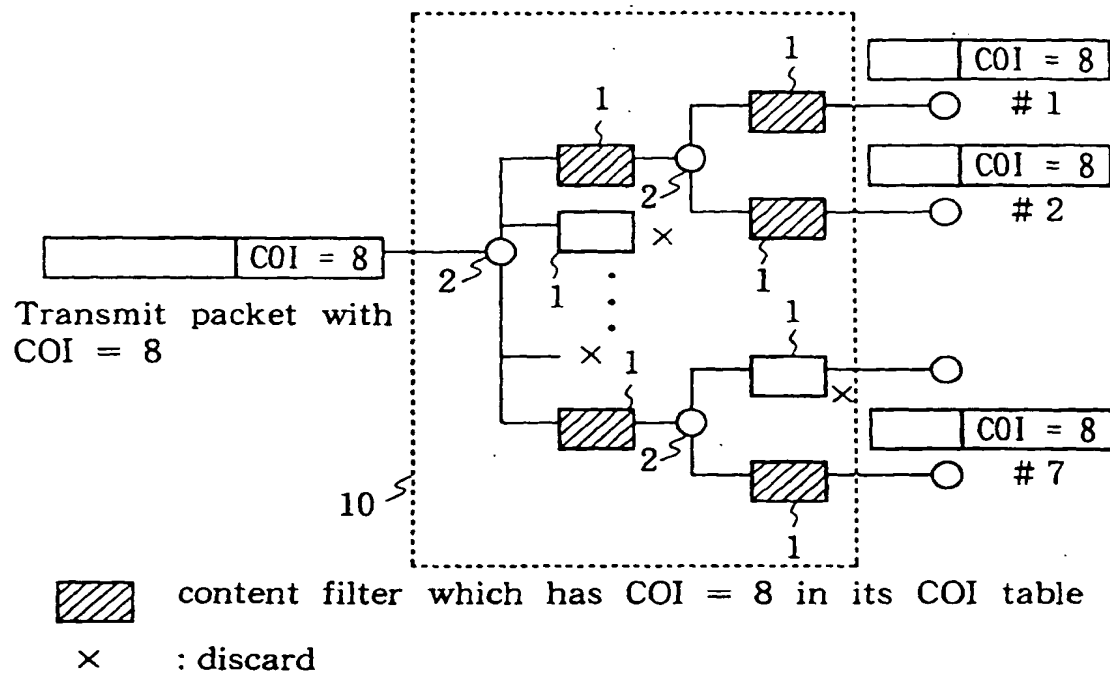 1
COI = 8
# 1
1
COI = 8
2
1
# 2
COI = 8
2
1
1
Transmit packet with
COI = 8
1
×
×
1
×
×
COI = 8
2
# 7
10
1
content filter which has COI = 8 in its COI table
× : discard